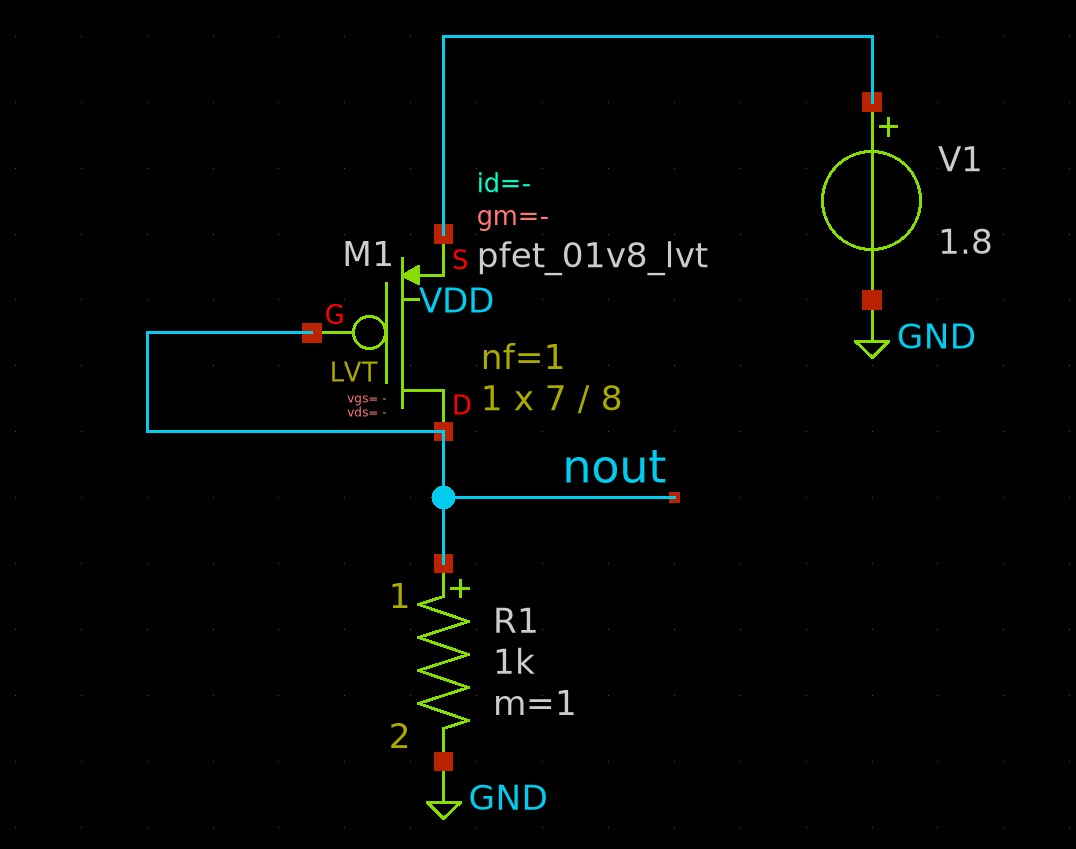 id=-
gm=-
M1
S
pfet_01v8_lvt
VDD
G
LVT
vgs= -
vds= -
nf=1
1 x 7 / 8
D
+
V1
1.8
GND
nout
1
+
R1
1k
m=1
2
GND